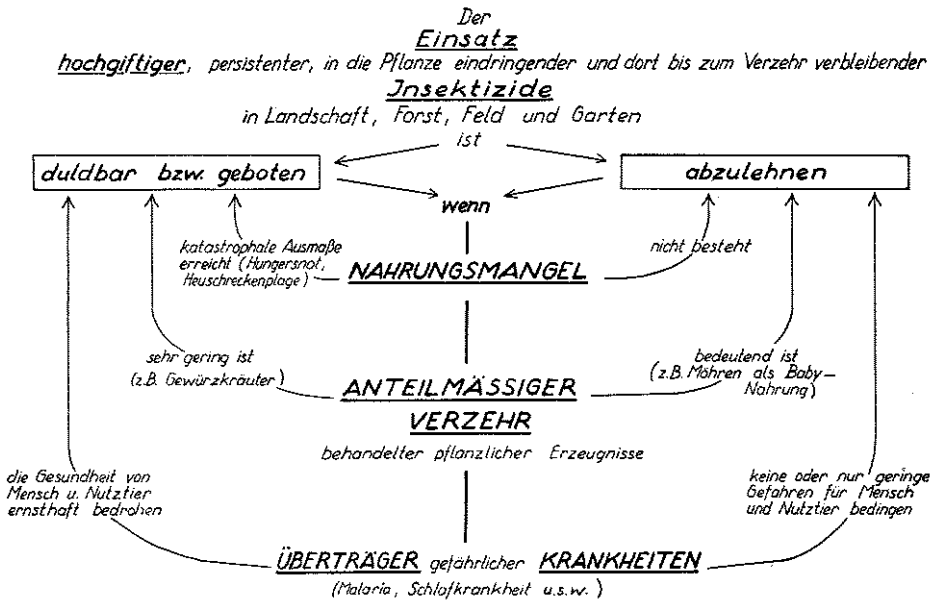 Der
Einsatz
hochgiftiger, persistenter, in die Pflanze eindringender und dort bis zum Verzehr verbleibender
Insektizide
in Landschaft, Forst, Feld und Garten
ist
duldbar bzw. geboten
abzulehnen
wenn
katastrophale Ausmaße
erreicht (Hungersnot,
Heuschreckenplage)
nicht besteht
NAHRUNGSMANGEL
sehr gering ist
(z.B. Gewürzkräuter)
bedeutend ist
(z.B. Möhren als Baby-
Nahrung)
ANTEILMÄSSIGER
VERZEHR
behandelter pflanzlicher Erzeugnisse
die Gesundheit von
Mensch u. Nutztier
ernsthaft bedrohen
keine oder nur geringe
Gefahren für Mensch
und Nutztier bedingen
ÜBERTRÄGER gefährlicher KRANKHEITEN
(Malaria, Schlafkrankheit u.s.w.)